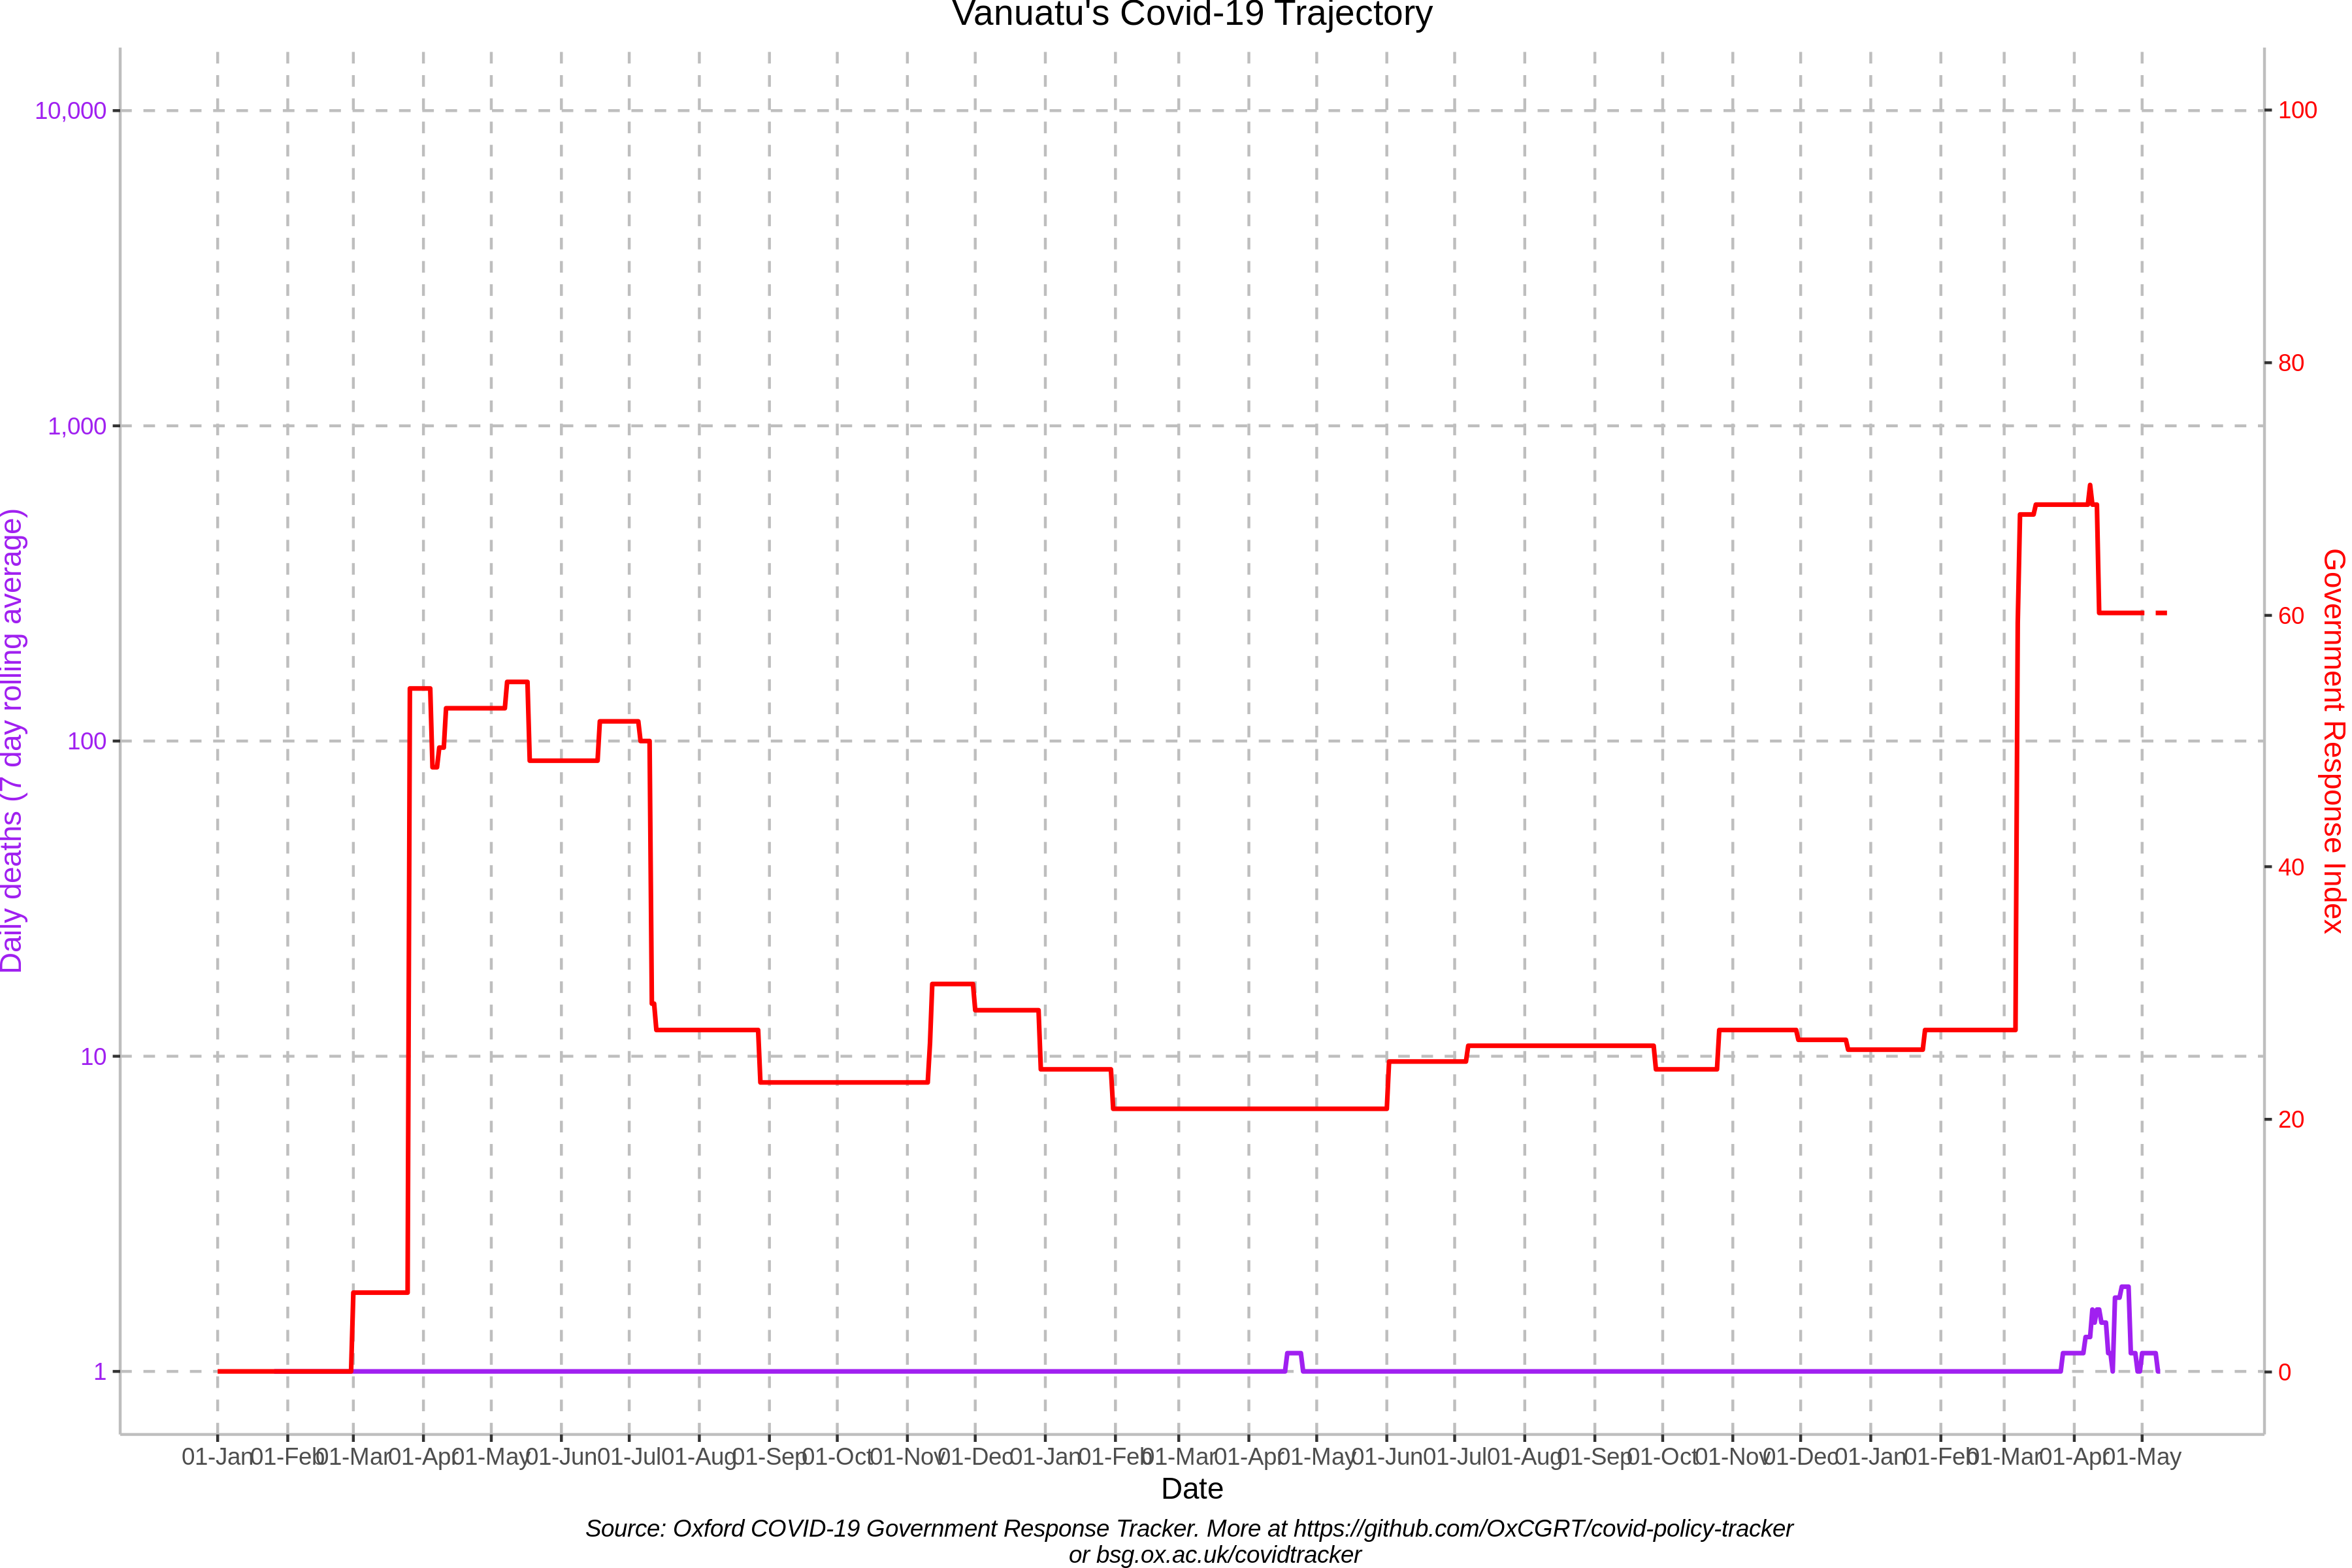 Vanuatu's Covid-19 Trajectory
10,000
1,000
100
10
1
Daily deaths (7 day rolling average)
100
80
60
40
20
0
Government Response Index
01-Jan 01-Feb 01-Mar 01-Apr 01-May 01-Jun 01-Jul 01-Aug 01-Sep 01-Oct 01-Nov 01-Dec 01-Jan 01-Feb 01-Mar 01-Apr 01-May 01-Jun 01-Jul 01-Aug 01-Sep 01-Oct 01-Nov 01-Dec 01-Jan 01-Feb 01-Mar 01-Apr 01-May
Date
Source: Oxford COVID-19 Government Response Tracker. More at https://github.com/OxCGRT/covid-policy-tracker
or bsg.ox.ac.uk/covidtracker